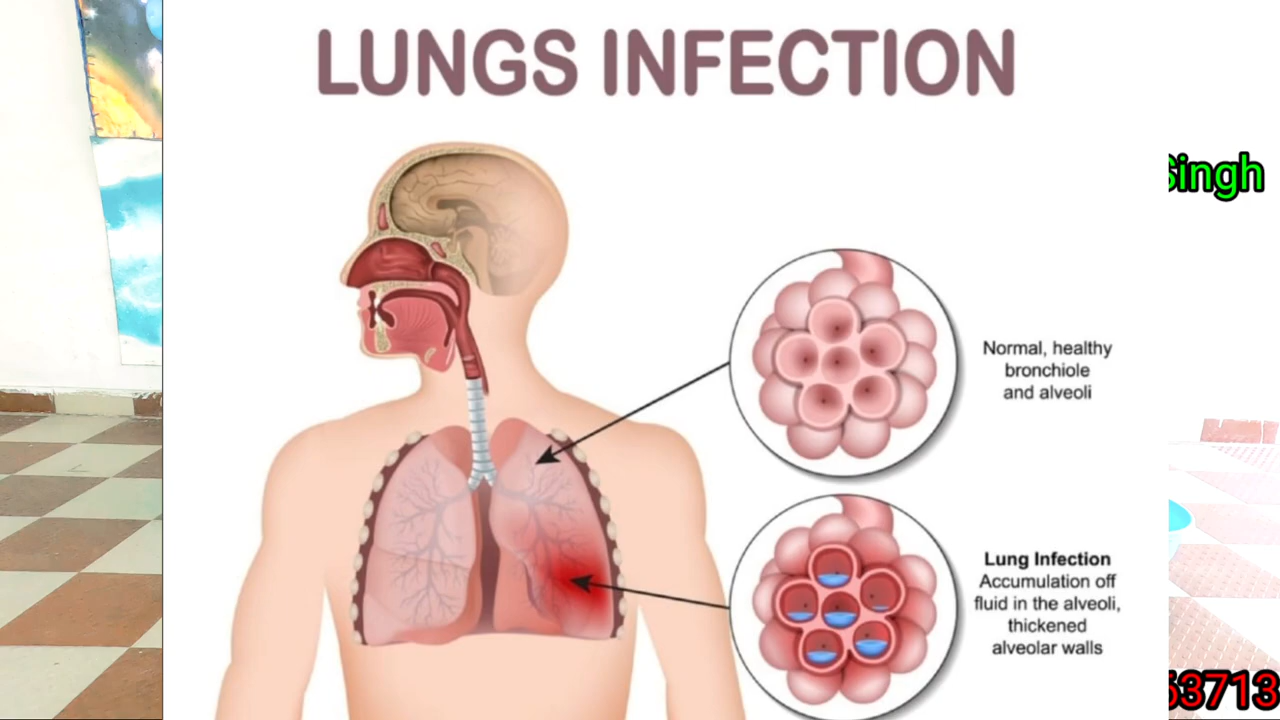 LUNGS INFECTION
Singh
Normal, healthy
bronchiole
and alveoli
Lung Infection
Accumulation off
fluid in the alveoli,
thickened
alveolar walls
53713